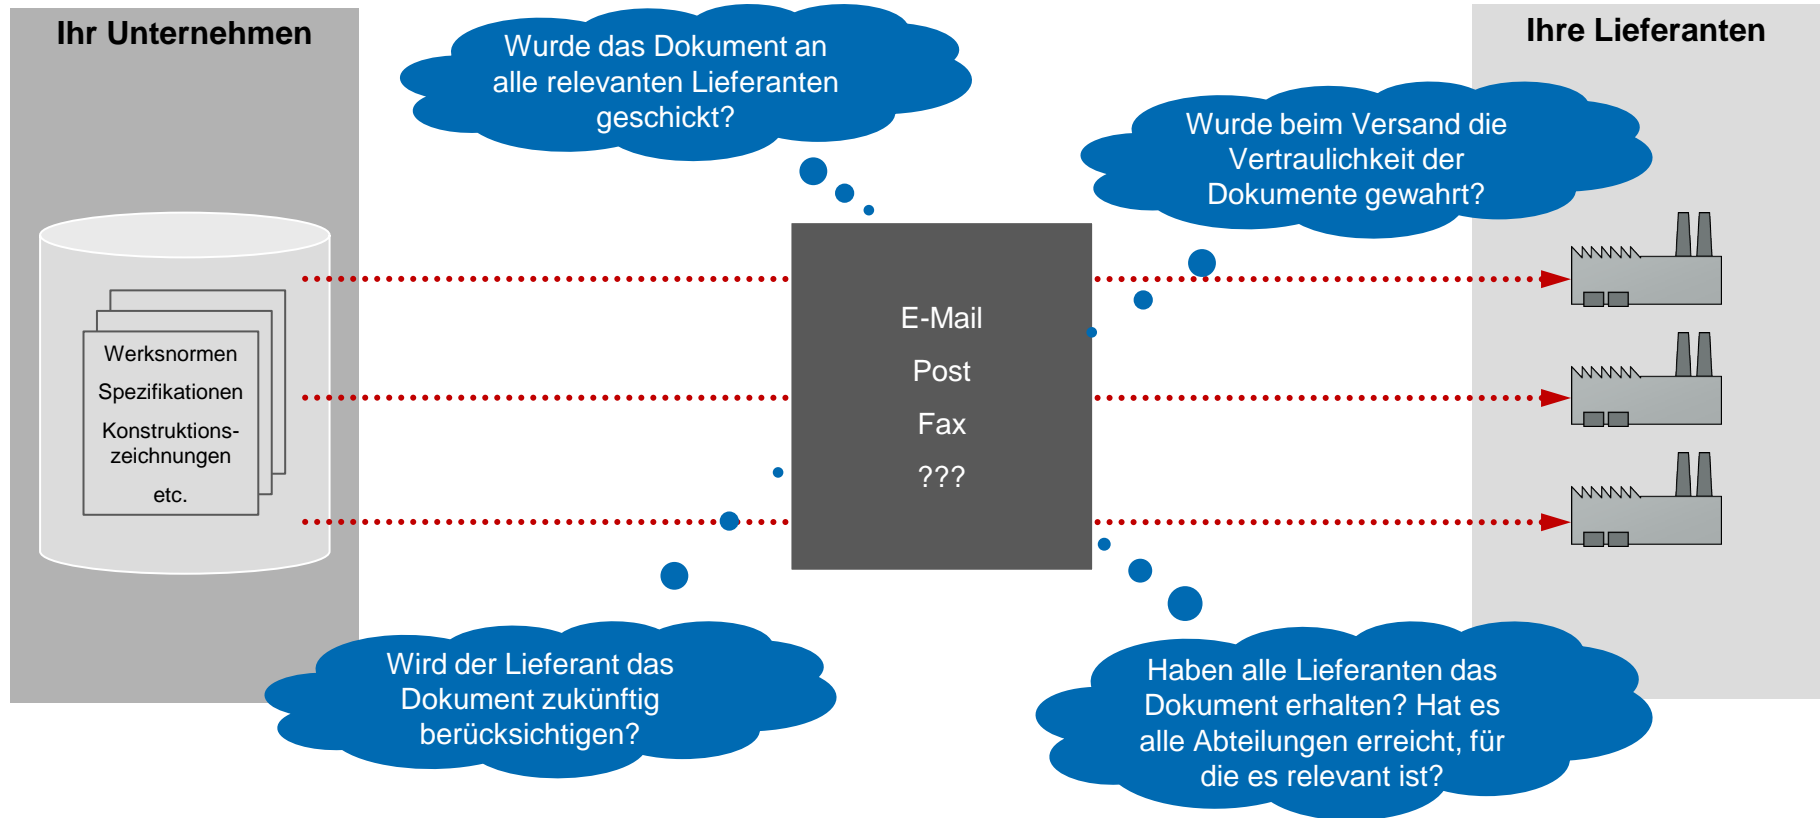 Ihr Unternehmen
Ihre Lieferanten
Wurde das Dokument an
alle relevanten Lieferanten
geschickt?
Wurde beim Versand die
Vertraulichkeit der
Dokumente gewahrt?
Werksnormen
Spezifikationen
Konstruktions-
zeichnungen
etc.
E-Mail
Post
Fax
???
Wird der Lieferant das
Dokument zukünftig
berücksichtigen?
Haben alle Lieferanten das
Dokument erhalten? Hat es
alle Abteilungen erreicht, für
die es relevant ist?